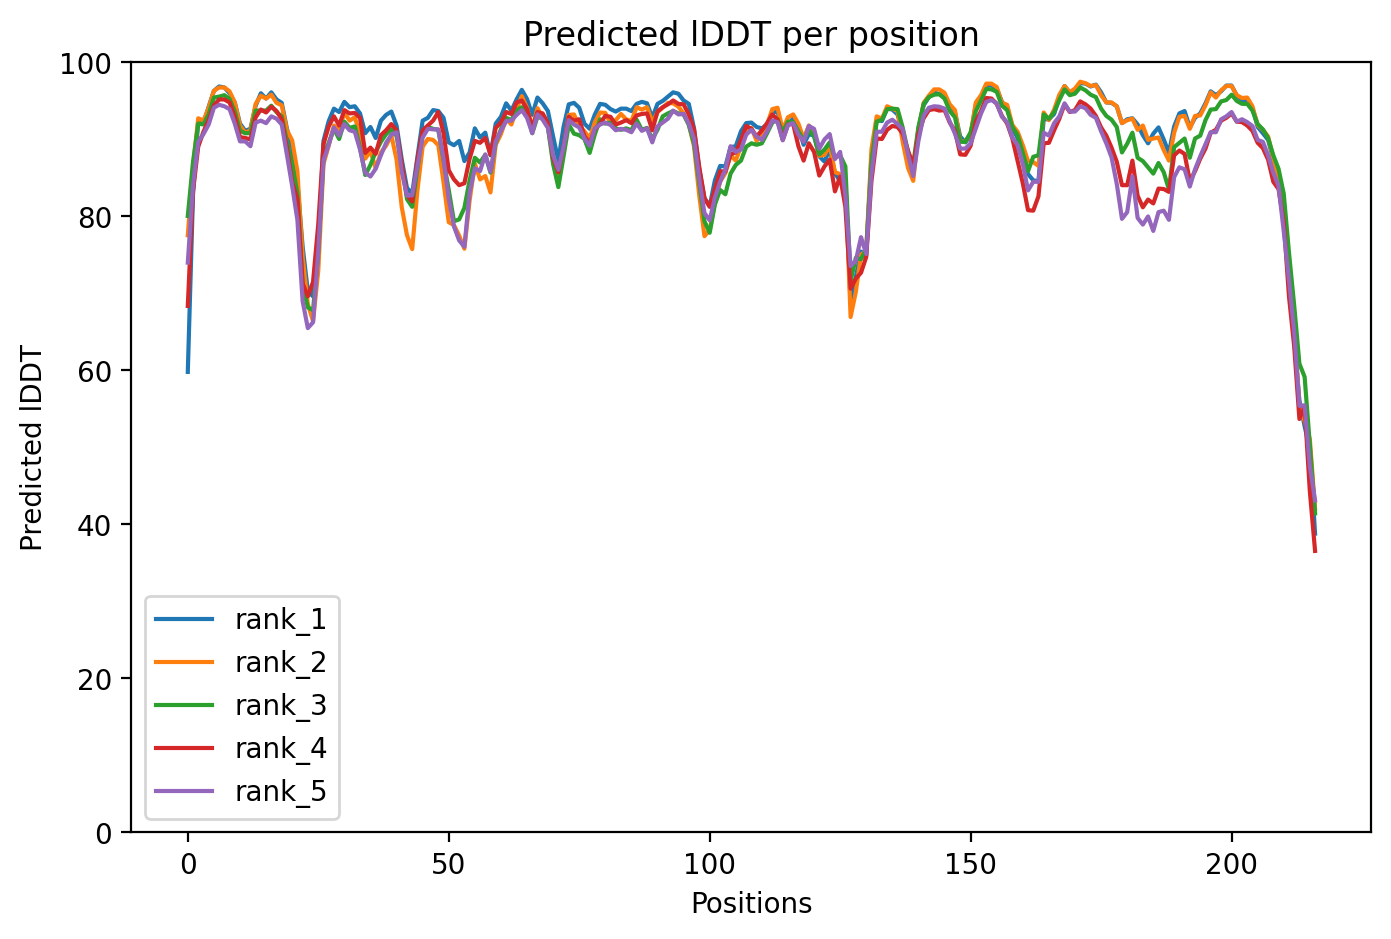 Predicted lDDT per position
Predicted lDDT
100
80
60
40
20
0
rank_1
rank_2
rank_3
rank_4
rank_5
0 50 100 150 200
Positions